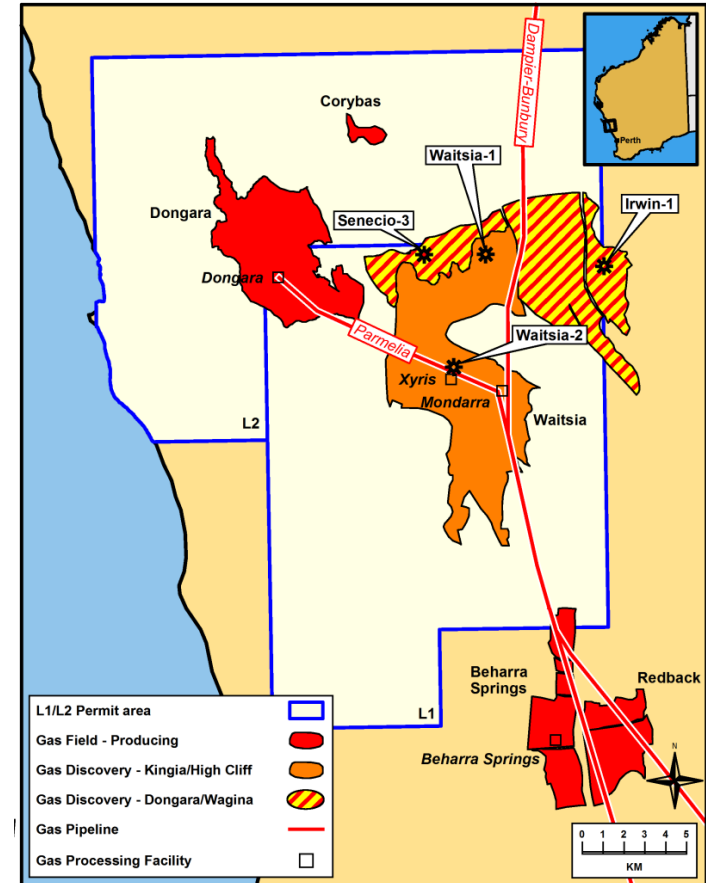 Dampier-Bunbury
Perth
Corybas
Waitsia-1
Irwin-1
Dongara
Senecio-3
Dongara
Parmelia
Waitsia-2
Xyris
Mondarra
Waitsia
L2
Beharra
Springs
Redback
L1
Beharra Springs
N
L1/L2 Permit area
Gas Field - Producing
Gas Discovery - Kingia/High Cliff
Gas Discovery - Dongara/Wagina
Gas Pipeline
Gas Processing Facility
0 1 2 3 4 5
KM